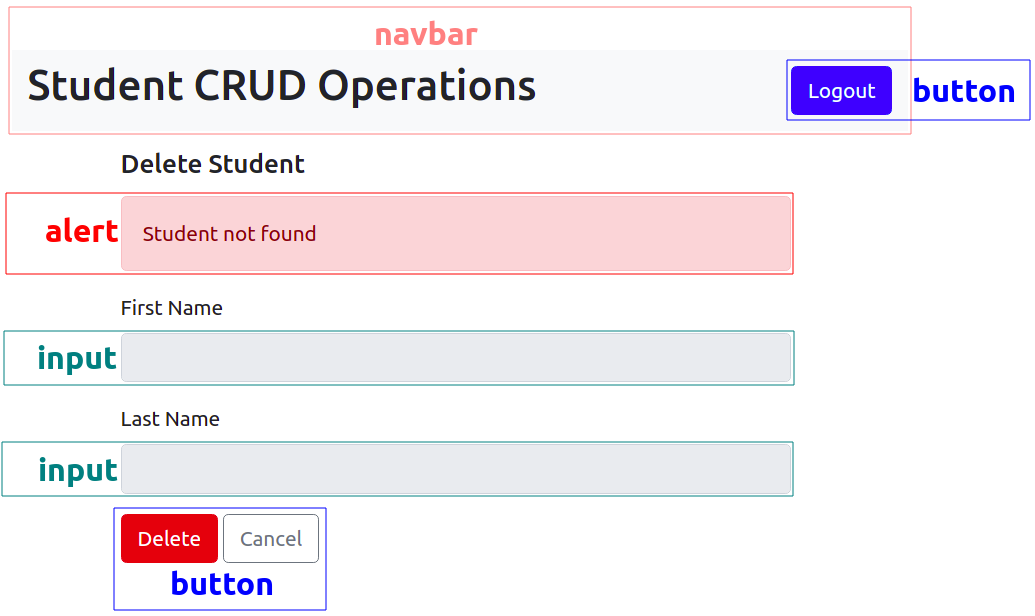 navbar
Student CRUD Operations
Logout button
Delete Student
alert Student not found
First Name
input
Last Name
input
Delete Cancel
button